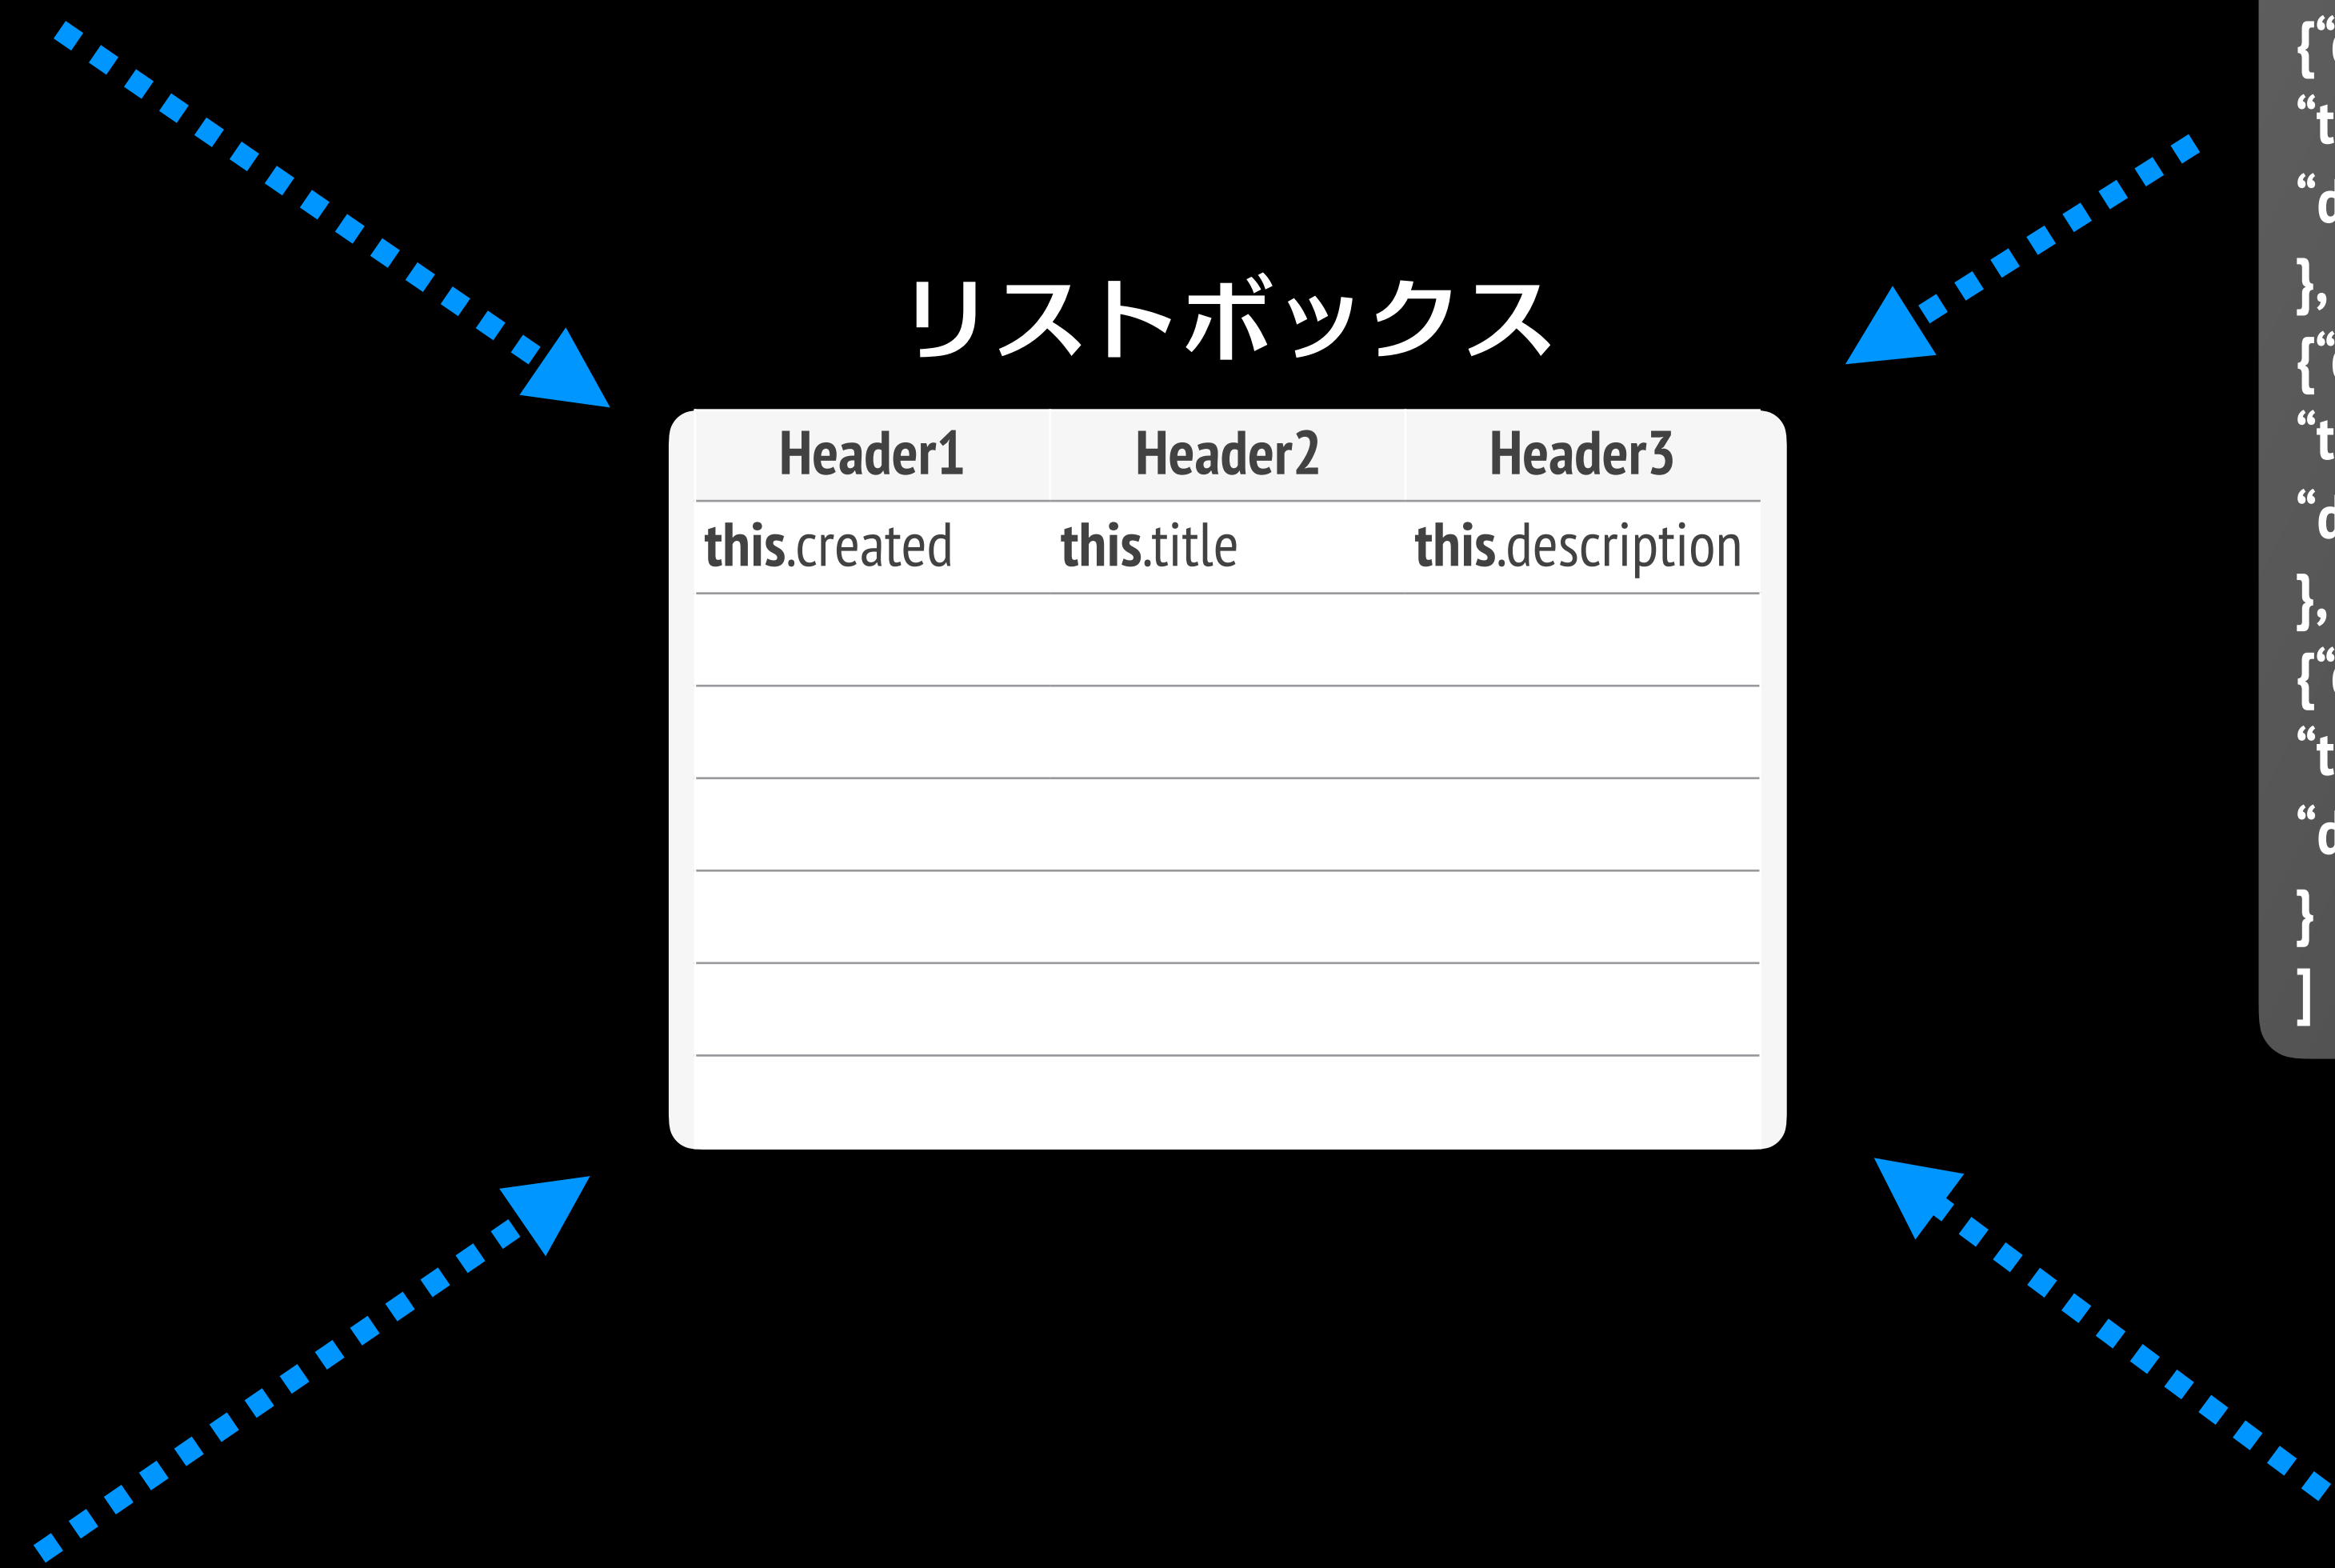 リストボックス
Header1 Header2 Header3
this.created this.title this.description
{“
“t
“d
},
{“
“t
“d
},
{“
“t
“d
}
]